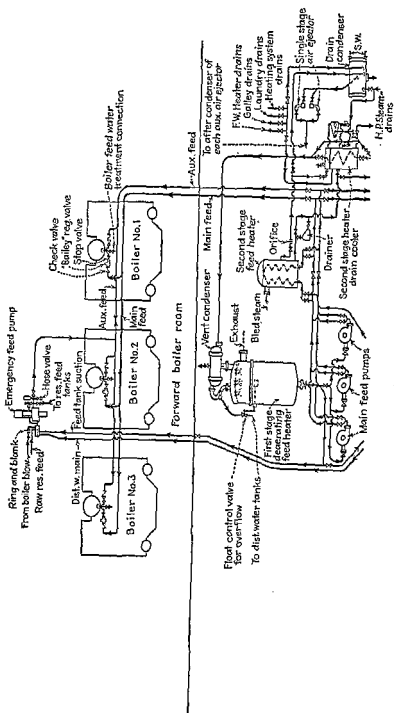 Emergency feed pump
Hose valve
To res. feed
tanks
Ring and blank
From boiler blow
Raw res. feed
Feed tank suction
Dist. w. main
Boiler No.3
Boiler No.2
Aux. feed
Main
feed
Check valve
"Bailey" reg. valve
Stop valve
Boiler No.1
Boiler feed water
treatment connection
Forward boiler room
Aux. feed
Main feed
To after condenser of
each aux. air ejector
F.W. Heater drains
Galley drains
Laundry drains
Heating system
drains
Single stage
air ejector
Drain
condenser
S.W.
H.P. Steam
drains
Second stage heater
drain cooler
Drainer
Orifice
Second stage
feed heater
Bled steam
Exhaust
Vent condenser
First stage
deaerating
feed heater
Float control valve
for overflow
To dist. water tanks
Main feed pumps